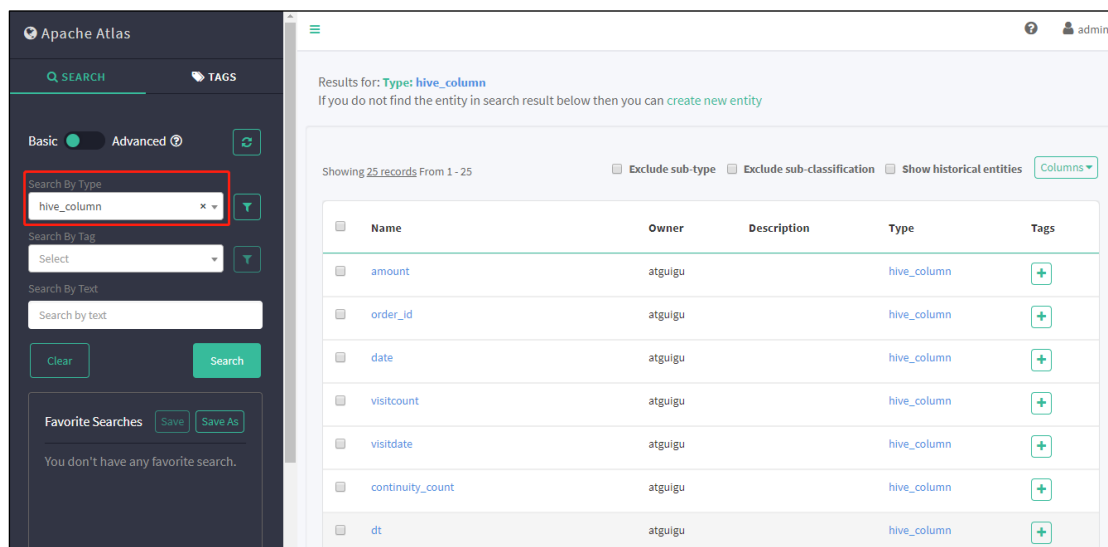 Apache Atlas
admin
SEARCH
TAGS
Results for: Type: hive_column
If you do not find the entity in search result below then you can create new entity
Basic Advanced
Showing 25 records From 1 - 25
Exclude sub-type Exclude sub-classification Show historical entities Columns
Search By Type
hive_column ×
Search By Tag
Select
Search By Text
Search by text
Clear Search
Favorite Searches Save Save As
You don't have any favorite search.
Name Owner Description Type Tags
amount atguigu hive_column +
order_id atguigu hive_column +
date atguigu hive_column +
visitcount atguigu hive_column +
visitdate atguigu hive_column +
continuity_count atguigu hive_column +
dt atguigu hive_column +